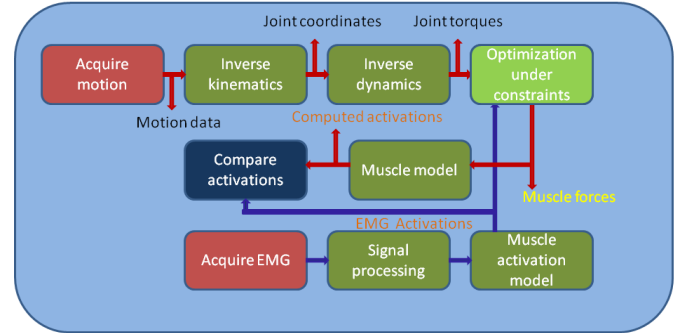 Joint coordinates
Joint torques
Acquire
motion
Inverse
kinematics
Inverse
dynamics
Optimization
under
constraints
Motion data
Computed activations
Compare
activations
Muscle model
Muscle forces
EMG Activations
Acquire EMG
Signal
processing
Muscle
activation
model